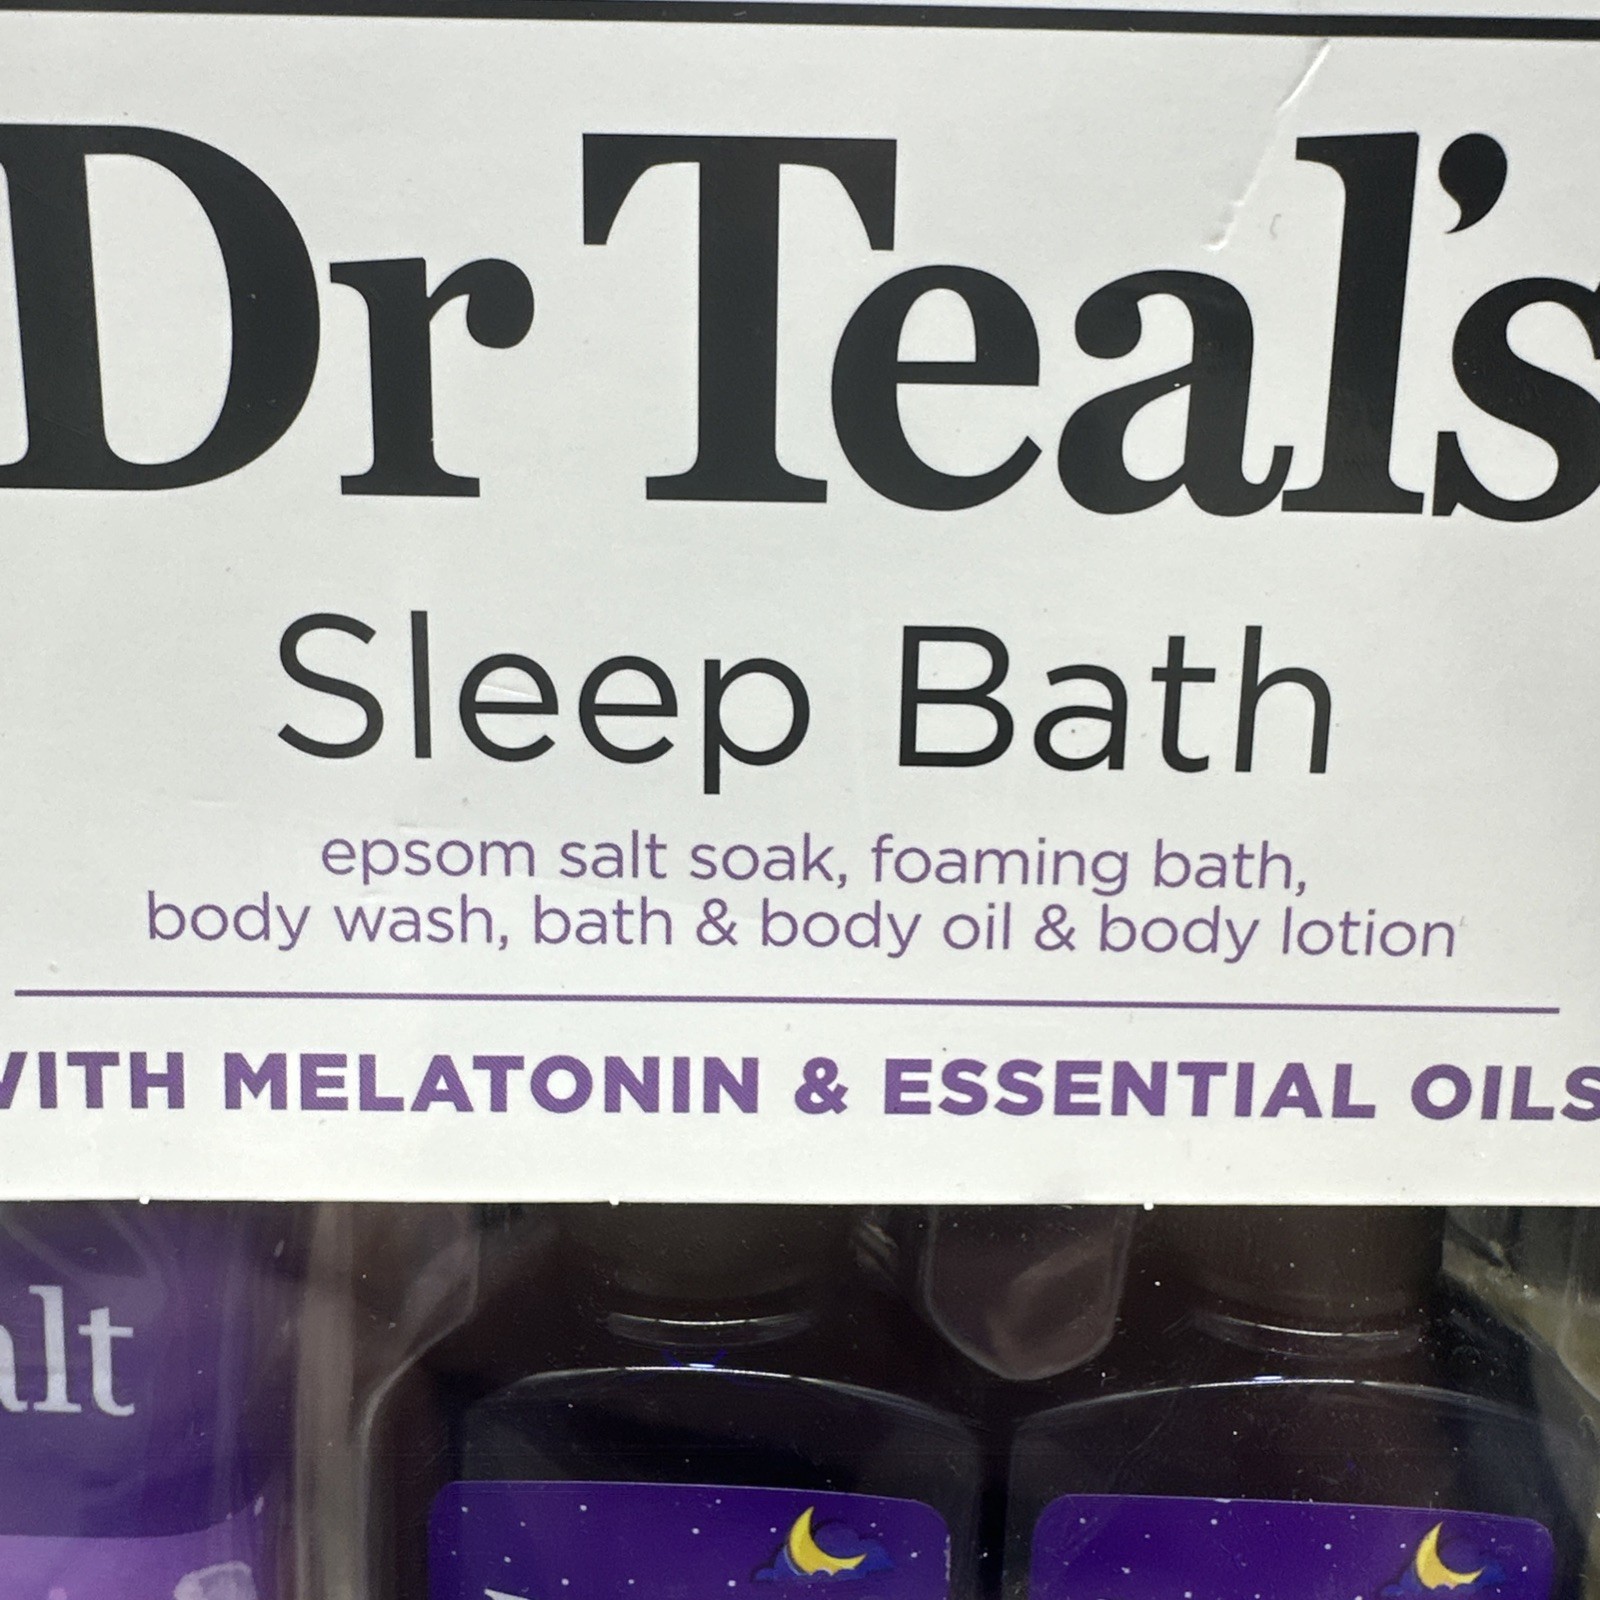 Dr Teal's
Sleep Bath
epsom salt soak, foaming bath,
body wash, bath & body oil & body lotion
WITH MELATONIN & ESSENTIAL OILS
alt